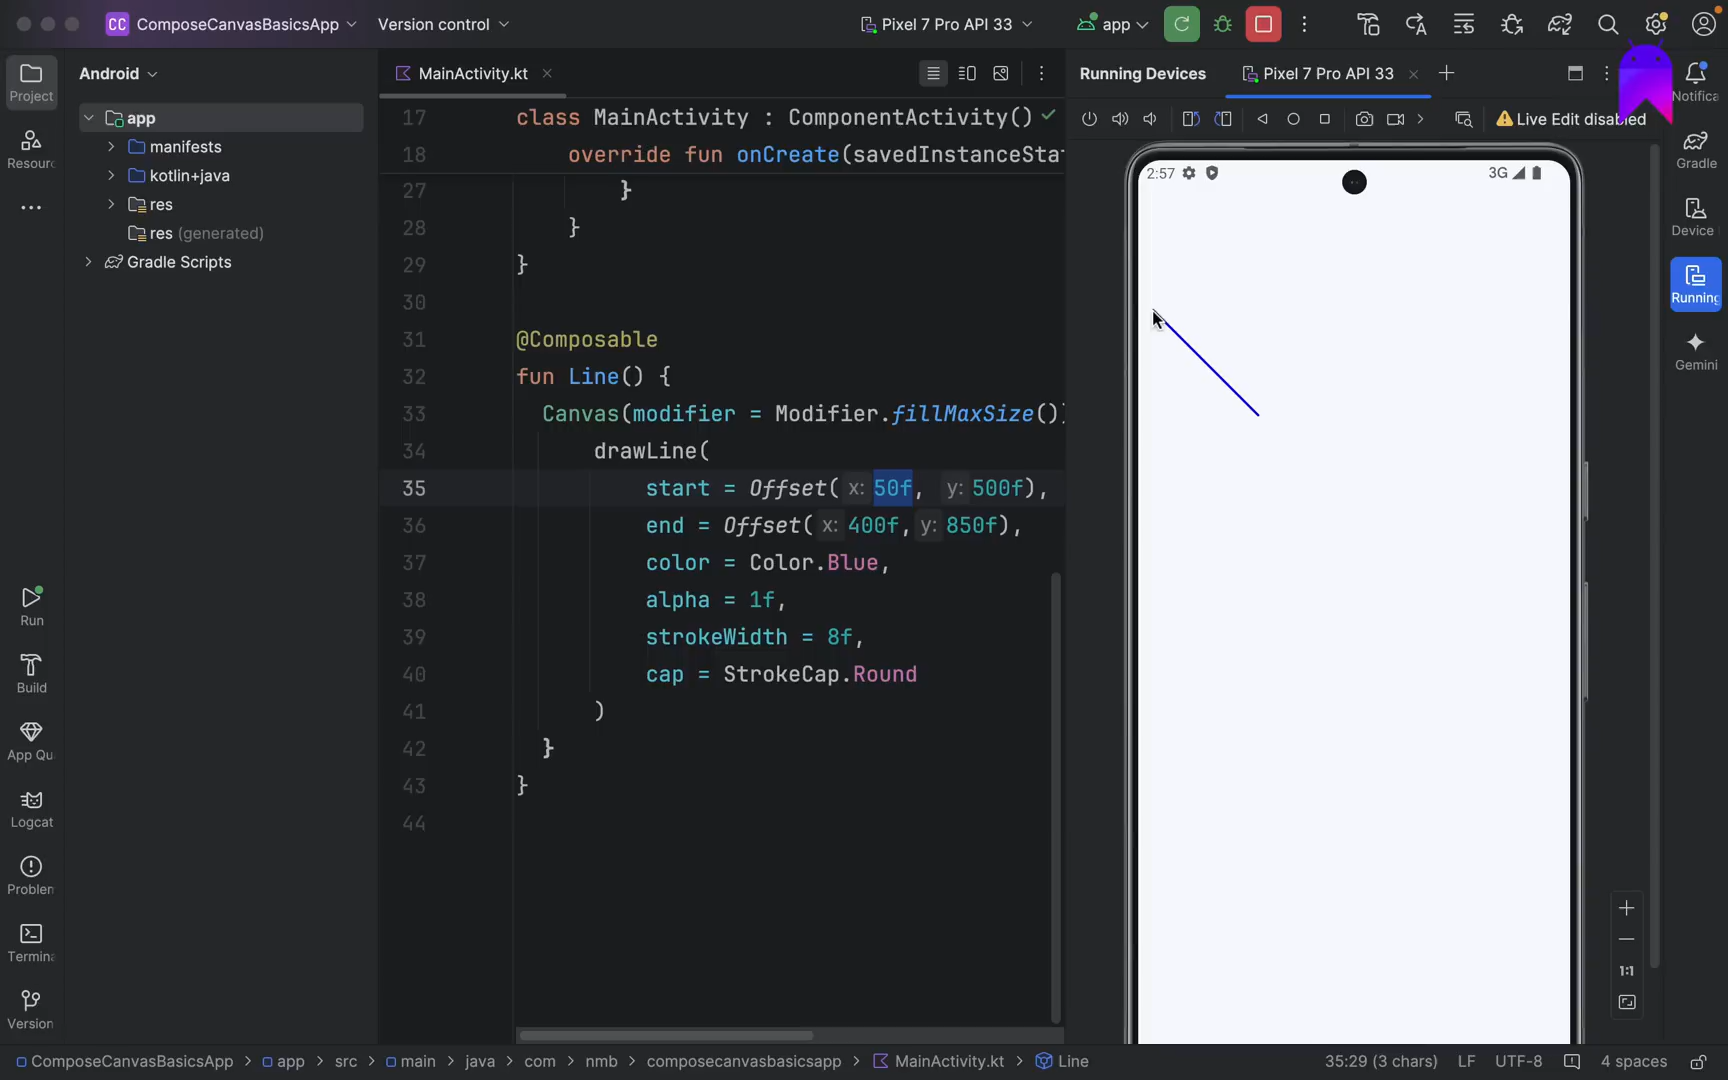 CC ComposeCanvasBasicsApp Version control Pixel 7 Pro API 33 app
Project
Resourc
Run
Build
App Qu
Logcat
Problem
Termina
Version
Android
app
manifests
kotlin+java
res
res (generated)
Gradle Scripts
MainActivity.kt
17 class MainActivity : ComponentActivity()
18 override fun onCreate(savedInstanceStat
27 }
28 }
29 }
30
31 @Composable
32 fun Line() {
33 Canvas(modifier = Modifier.fillMaxSize())
34 drawLine(
35 start = Offset( x: 50f, y: 500f),
36 end = Offset( x: 400f, y: 850f),
37 color = Color.Blue,
38 alpha = 1f,
39 strokeWidth = 8f,
40 cap = StrokeCap.Round
41 )
42 }
43 }
44
Running Devices Pixel 7 Pro API 33
Live Edit disabled
2:57 3G
1:1
Notifica
Gradle
Device
Running
Gemini
ComposeCanvasBasicsApp > app > src > main > java > com > nmb > composecanvasbasicsapp > MainActivity.kt > Line 35:29 (3 chars) LF UTF-8 4 spaces